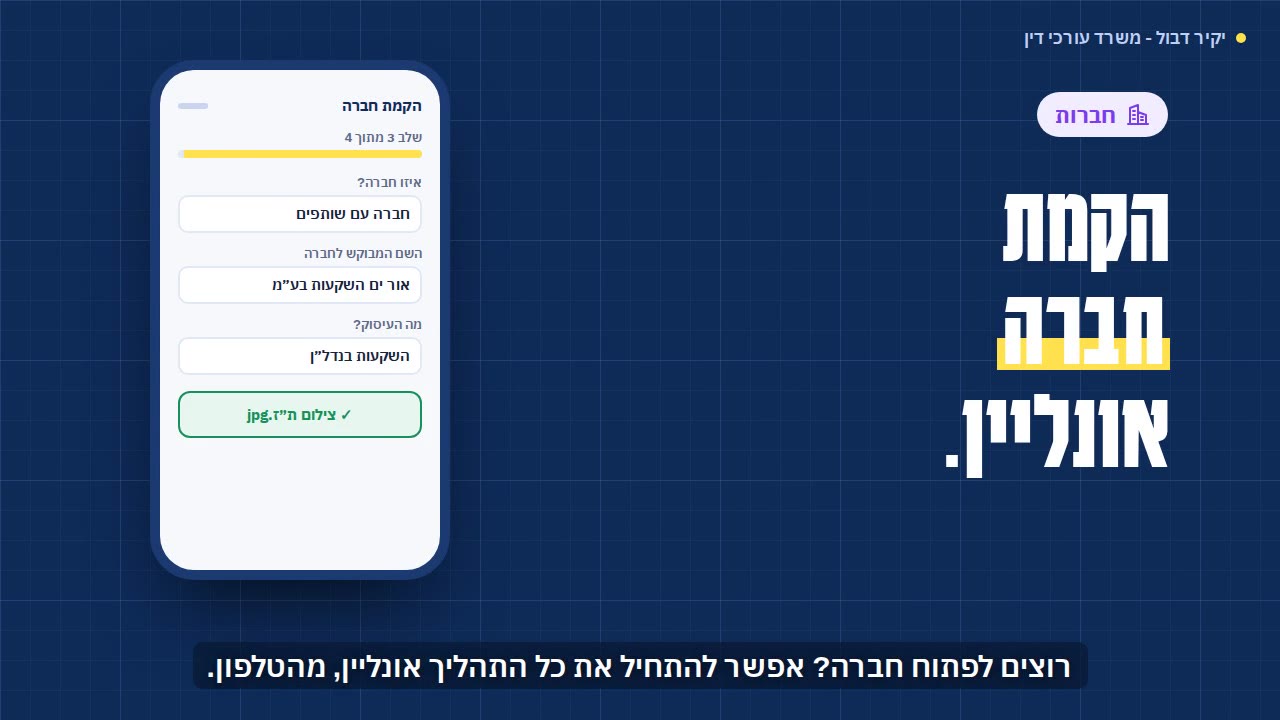 יקיר דבול - משרד עורכי דין
חברות
הקמת
חברה
אונליין.
הקמת חברה
שלב 3 מתוך 4
איזו חברה?
חברה עם שותפים
השם המבוקש לחברה
אור ים השקעות בע״מ
מה העיסוק?
השקעות בנדל״ן
✓ צילום ת״ז.jpg
רוצים לפתוח חברה? אפשר להתחיל את כל התהליך אונליין, מהטלפון.